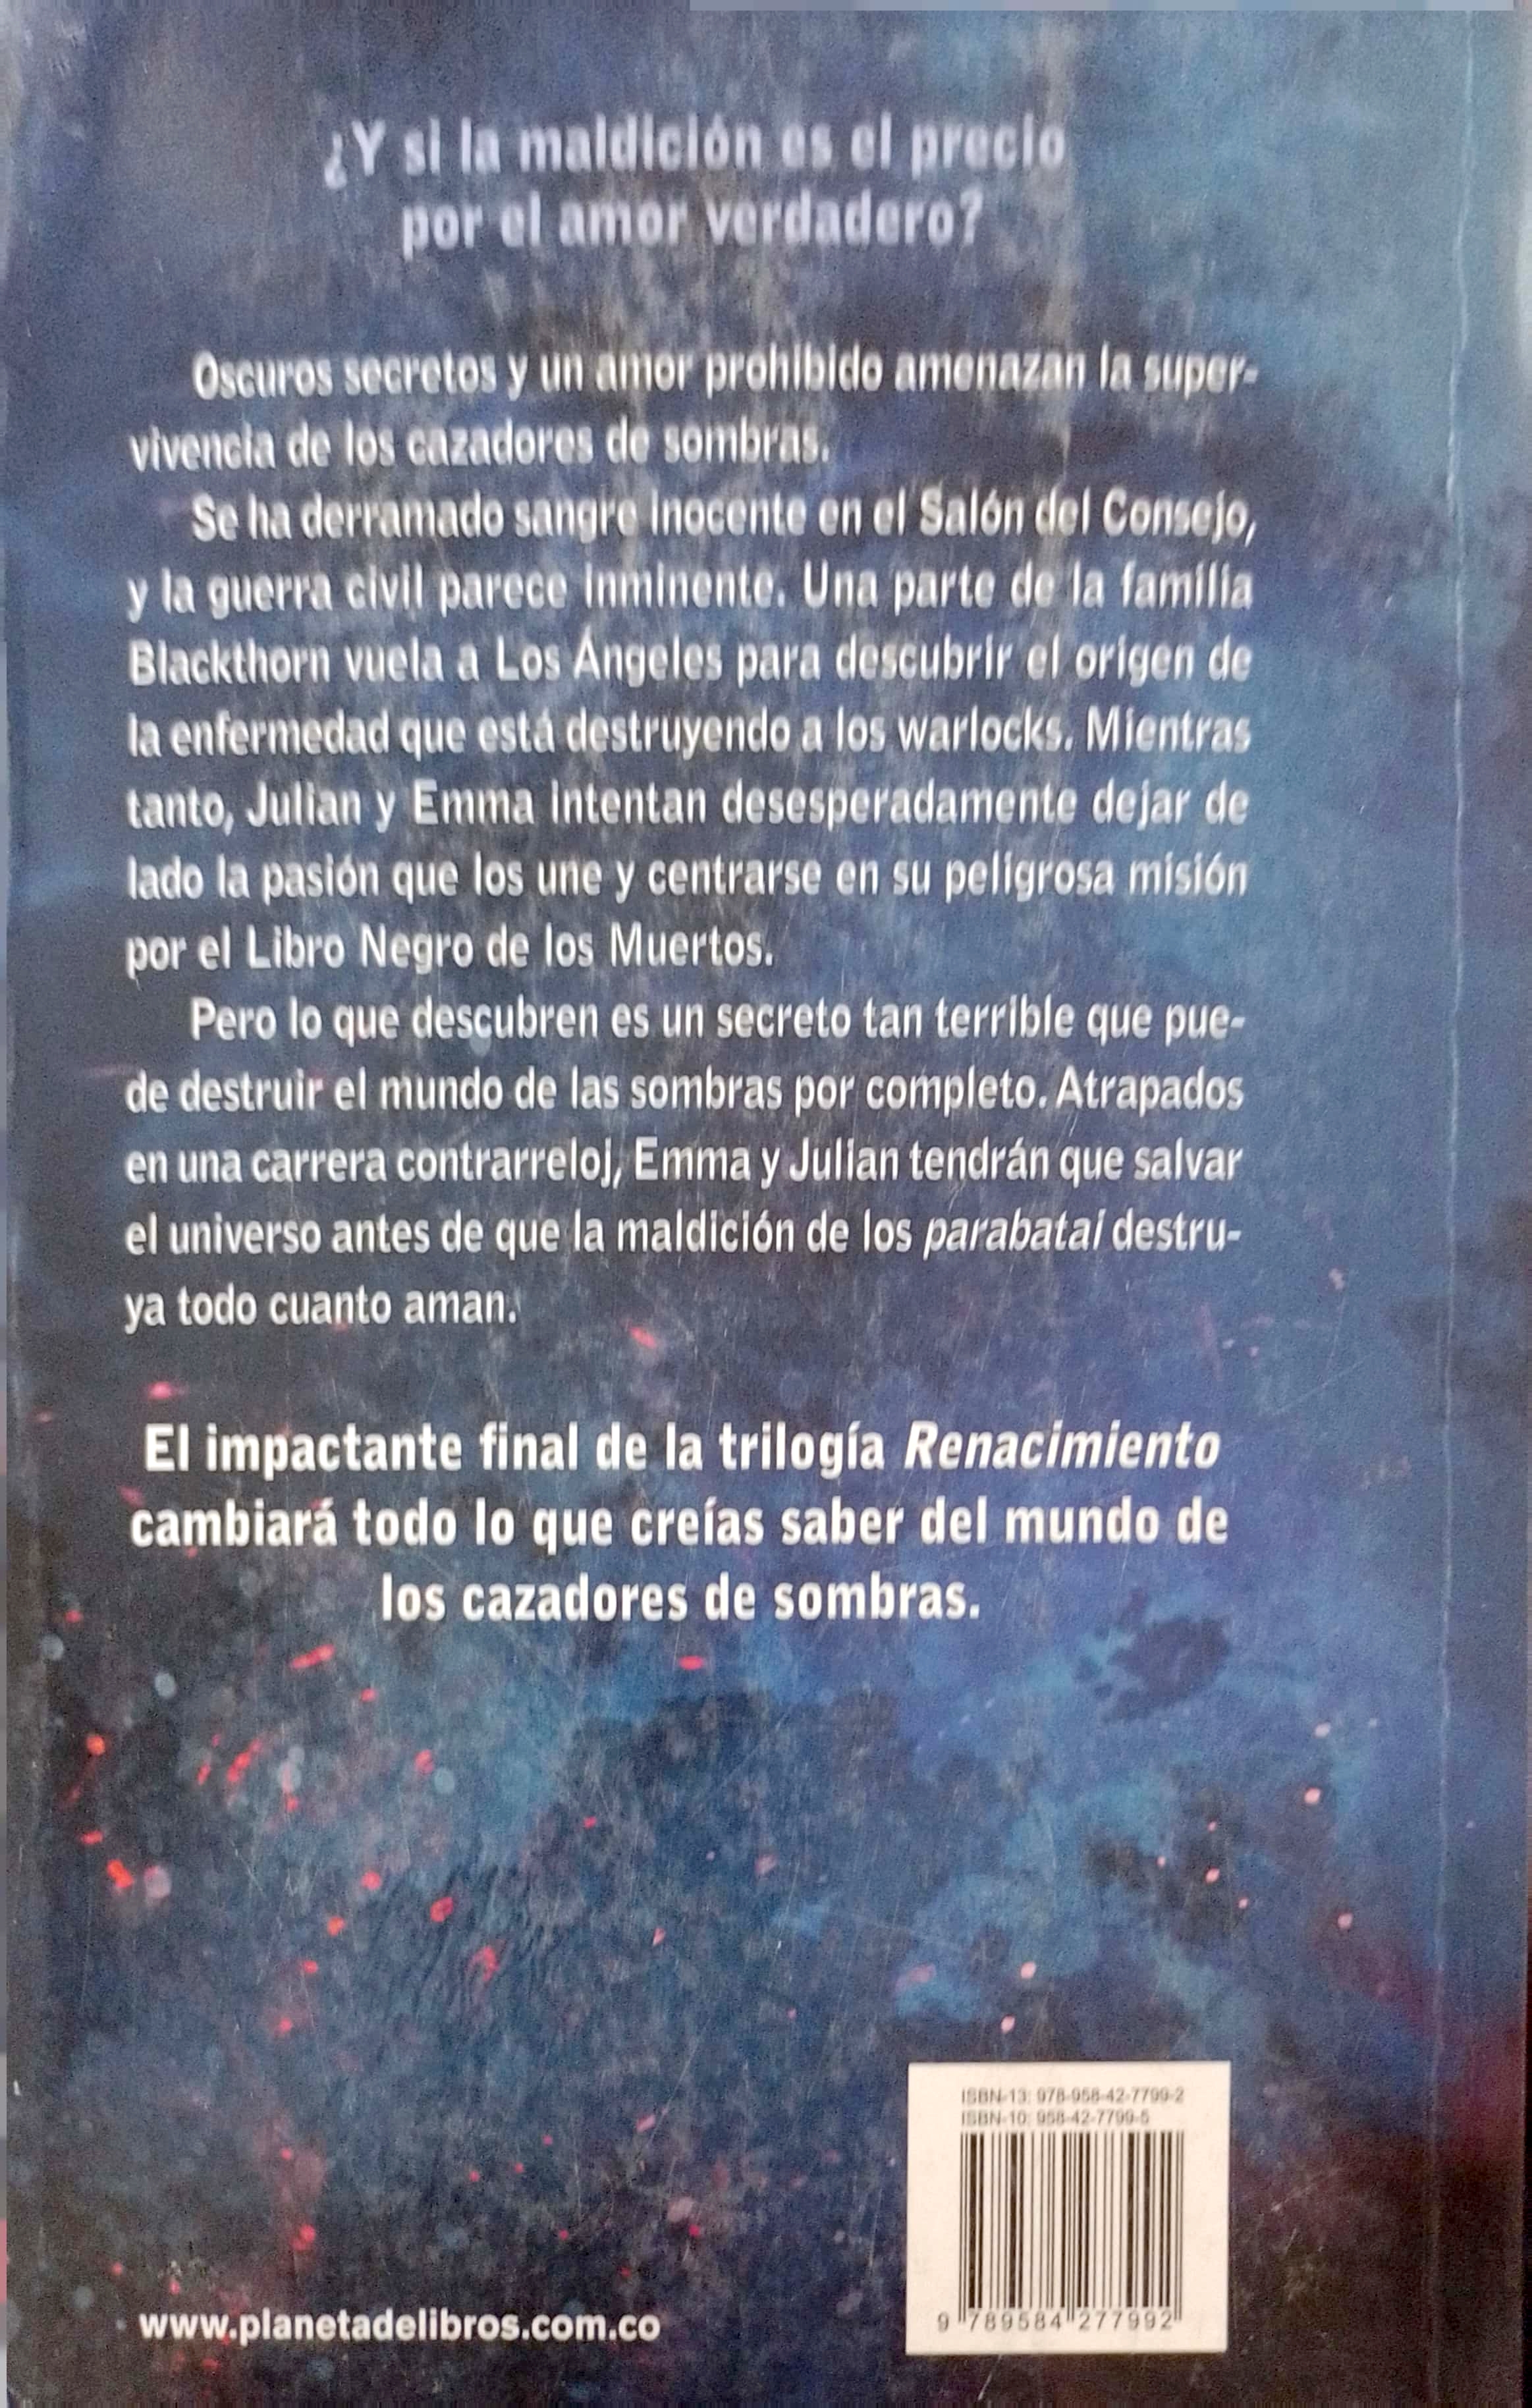 ¿Y si la maldición es el precio
por el amor verdadero?
Oscuros secretos y un amor prohibido amenazan la super-
vivencia de los cazadores de sombras.
Se ha derramado sangre inocente en el Salón del Consejo,
y la guerra civil parece inminente. Una parte de la familia
Blackthorn vuela a Los Ángeles para descubrir el origen de
la enfermedad que está destruyendo a los warlocks. Mientras
tanto, Julian y Emma intentan desesperadamente dejar de
lado la pasión que los une y centrarse en su peligrosa misión
por el Libro Negro de los Muertos.
Pero lo que descubren es un secreto tan terrible que pue-
de destruir el mundo de las sombras por completo. Atrapados
en una carrera contrarreloj, Emma y Julian tendrán que salvar
el universo antes de que la maldición de los parabatai destru-
ya todo cuanto aman.
El impactante final de la trilogía Renacimiento
cambiará todo lo que creías saber del mundo de
los cazadores de sombras.
ISBN-13: 978-958-42-7799-2
ISBN-10: 958-42-7799-5
9 789584 277992
www.planetadelibros.com.co